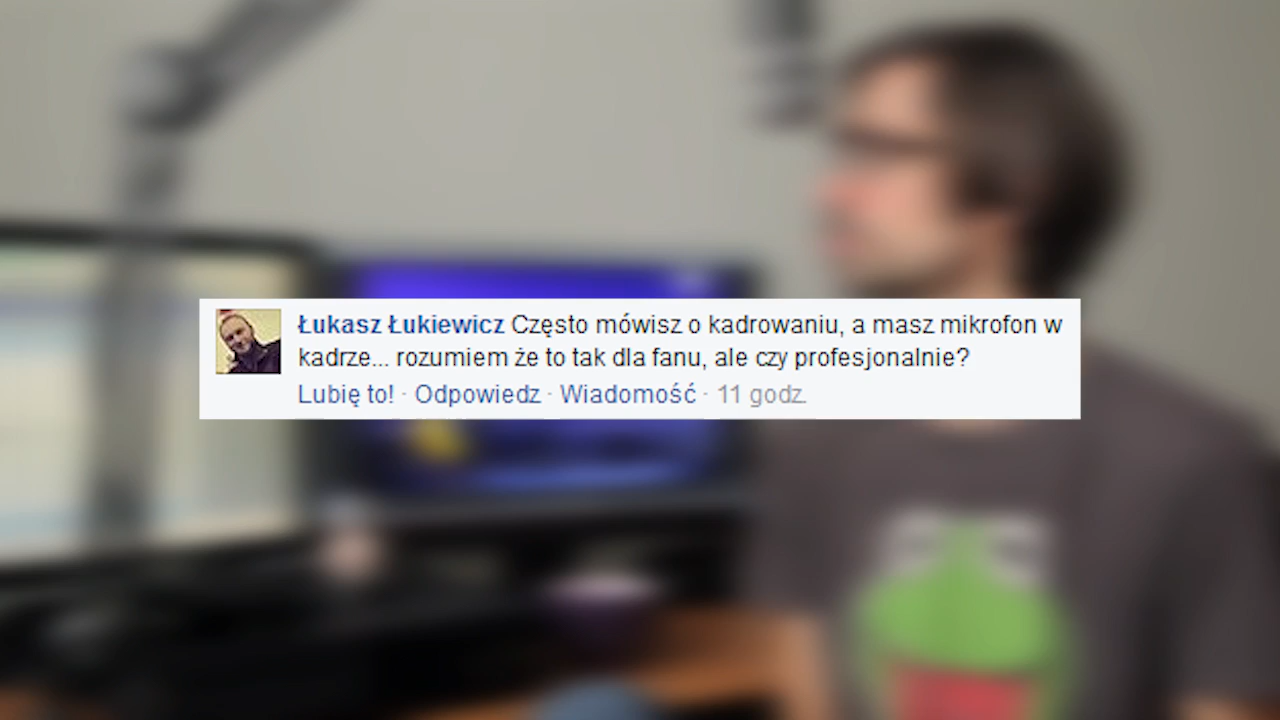 Łukasz Łukiewicz Często mówisz o kadrowaniu, a masz mikrofon w
kadrze... rozumiem że to tak dla fanu, ale czy profesjonalnie?
Lubię to! · Odpowiedz · Wiadomość · 11 godz.